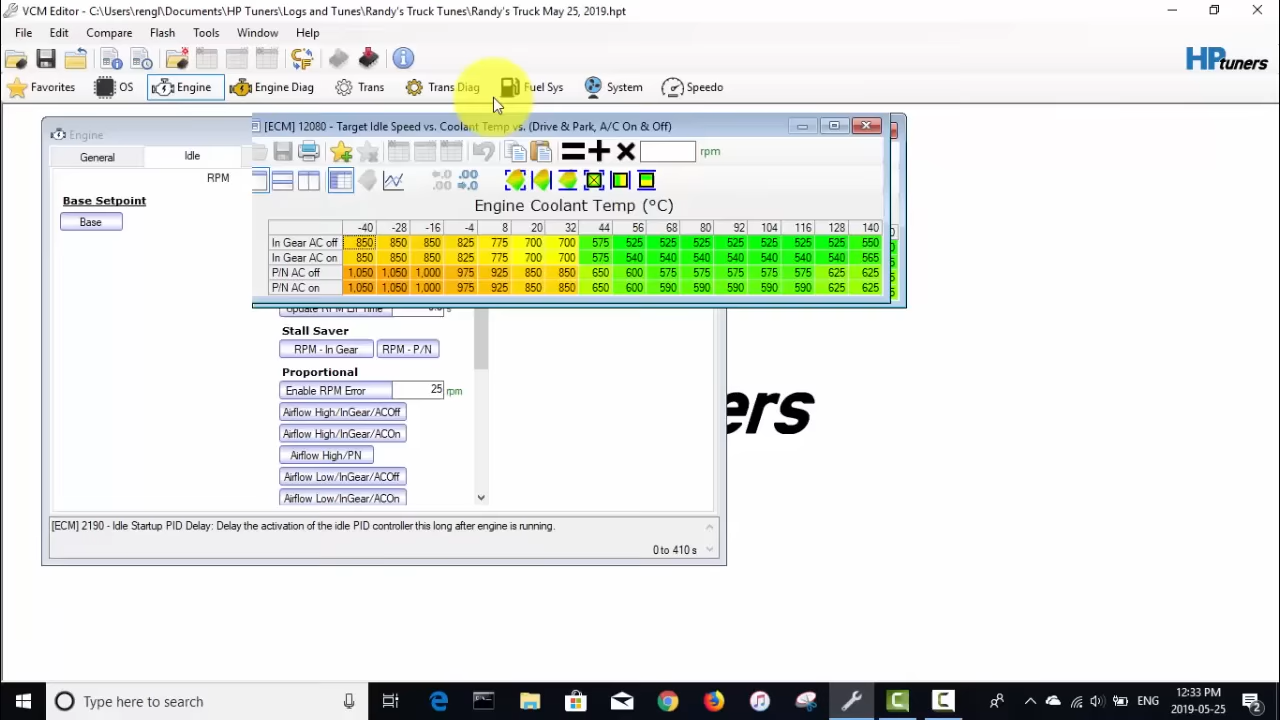 VCM Editor - C:\Users\rengl\Documents\HP Tuners\Logs and Tunes\Randy's Truck Tunes\Randy's Truck May 25, 2019.hpt
File Edit Compare Flash Tools Window Help
HPtuners
Favorites OS Engine Engine Diag Trans Trans Diag Fuel Sys System Speedo
Engine
[ECM] 12080 - Target Idle Speed vs. Coolant Temp vs. (Drive & Park, A/C On & Off)
General Idle
rpm
RPM
Base Setpoint
Base
Engine Coolant Temp (°C)
-40 -28 -16 -4 8 20 32 44 56 68 80 92 104 116 128 140
In Gear AC off 850 850 850 825 775 700 700 575 525 525 525 525 525 525 525 550
In Gear AC on 850 850 850 825 775 700 700 575 540 540 540 540 540 540 540 565
P/N AC off 1,050 1,050 1,000 975 925 850 850 650 600 575 575 575 575 575 625 625
P/N AC on 1,050 1,050 1,000 975 925 850 850 650 600 590 590 590 590 590 625 625
Update RPM Err Time s
Stall Saver
RPM - In Gear RPM - P/N
Proportional
Enable RPM Error 25 rpm
Airflow High/InGear/ACOff
Airflow High/InGear/ACOn
Airflow High/PN
Airflow Low/InGear/ACOff
Airflow Low/InGear/ACOn
ers
[ECM] 2190 - Idle Startup PID Delay: Delay the activation of the idle PID controller this long after engine is running.
0 to 410 s
Type here to search
ENG
12:33 PM
2019-05-25
2